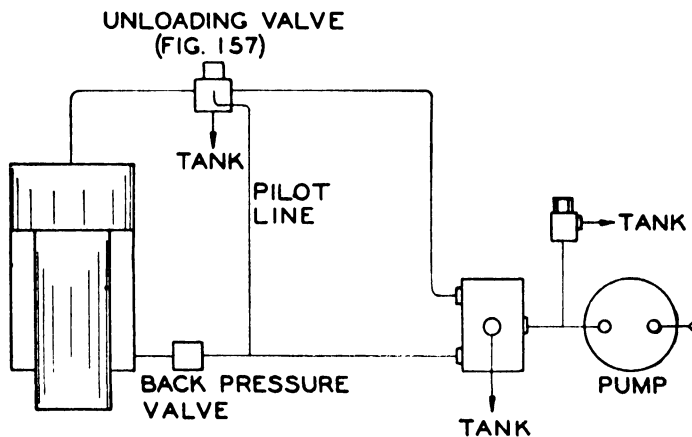 UNLOADING VALVE
(FIG. 157)
TANK
PILOT
LINE
TANK
BACK PRESSURE
VALVE
PUMP
TANK